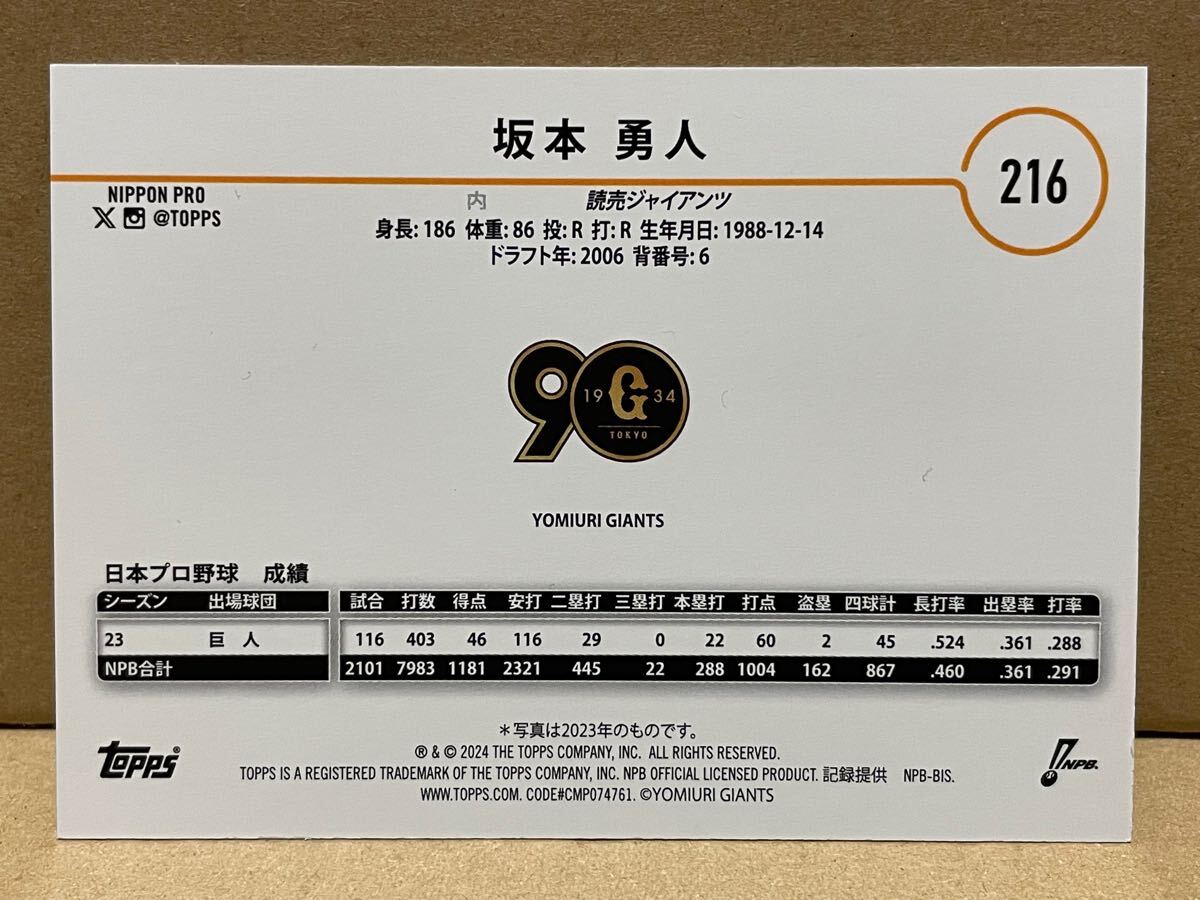 坂本 勇人
216
NIPPON PRO
@TOPPS
内 読売ジャイアンツ
身長: 186 体重: 86 投: R 打: R 生年月日: 1988-12-14
ドラフト年: 2006 背番号: 6
90
19 G 34
TOKYO
YOMIURI GIANTS
日本プロ野球 成績
シーズン 出場球団 試合 打数 得点 安打 二塁打 三塁打 本塁打 打点 盗塁 四球計 長打率 出塁率 打率
23 巨人 116 403 46 116 29 0 22 60 2 45 .524 .361 .288
NPB合計 2101 7983 1181 2321 445 22 288 1004 162 867 .460 .361 .291
＊写真は2023年のものです。
® & © 2024 THE TOPPS COMPANY, INC. ALL RIGHTS RESERVED.
TOPPS IS A REGISTERED TRADEMARK OF THE TOPPS COMPANY, INC. NPB OFFICIAL LICENSED PRODUCT. 記録提供 NPB-BIS.
WWW.TOPPS.COM. CODE#CMP074761. ©YOMIURI GIANTS
Topps®
NPB.